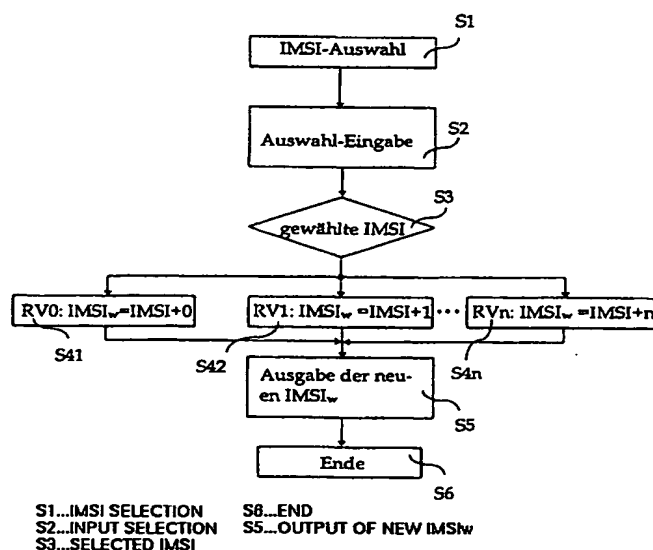 S1
IMSI-Auswahl
S2
Auswahl-Eingabe
S3
gewählte IMSI
RV0: IMSIw=IMSI+0
RV1: IMSIw=IMSI+1
...
RVn: IMSIw=IMSI+n
S41
S42
S4n
Ausgabe der neu-
en IMSIw
S5
Ende
S6
S1...IMSI SELECTION S6...END
S2...INPUT SELECTION S5...OUTPUT OF NEW IMSIw
S3...SELECTED IMSI